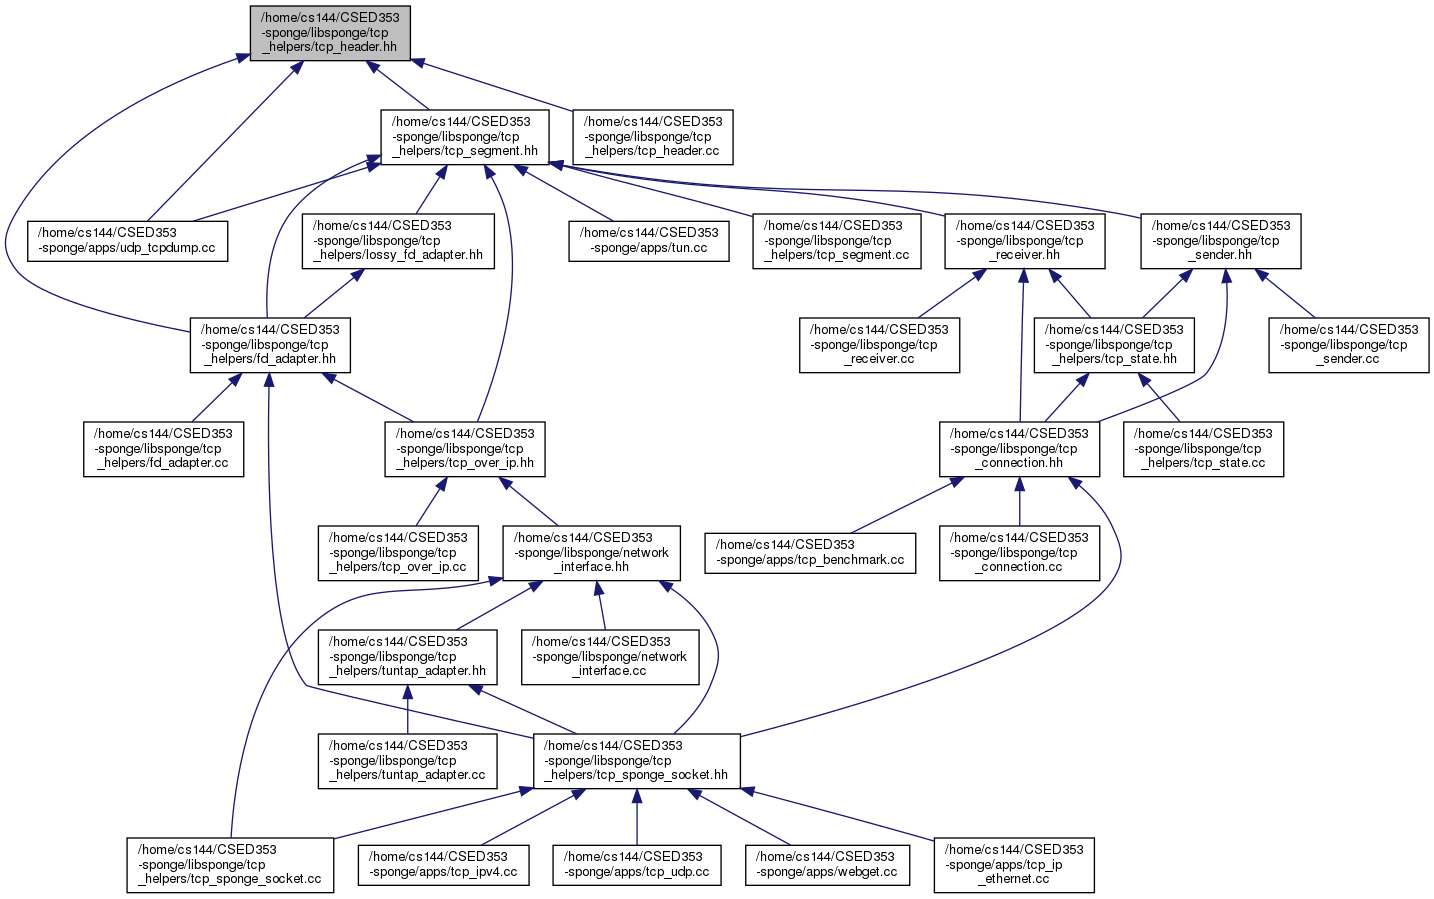 /home/cs144/CSED353
-sponge/libsponge/tcp
_helpers/tcp_header.hh
/home/cs144/CSED353
-sponge/libsponge/tcp
_helpers/tcp_segment.hh
/home/cs144/CSED353
-sponge/libsponge/tcp
_helpers/tcp_header.cc
/home/cs144/CSED353
-sponge/apps/udp_tcpdump.cc
/home/cs144/CSED353
-sponge/libsponge/tcp
_helpers/lossy_fd_adapter.hh
/home/cs144/CSED353
-sponge/apps/tun.cc
/home/cs144/CSED353
-sponge/libsponge/tcp
_helpers/tcp_segment.cc
/home/cs144/CSED353
-sponge/libsponge/tcp
_receiver.hh
/home/cs144/CSED353
-sponge/libsponge/tcp
_sender.hh
/home/cs144/CSED353
-sponge/libsponge/tcp
_helpers/fd_adapter.hh
/home/cs144/CSED353
-sponge/libsponge/tcp
_receiver.cc
/home/cs144/CSED353
-sponge/libsponge/tcp
_helpers/tcp_state.hh
/home/cs144/CSED353
-sponge/libsponge/tcp
_sender.cc
/home/cs144/CSED353
-sponge/libsponge/tcp
_helpers/fd_adapter.cc
/home/cs144/CSED353
-sponge/libsponge/tcp
_helpers/tcp_over_ip.hh
/home/cs144/CSED353
-sponge/libsponge/tcp
_connection.hh
/home/cs144/CSED353
-sponge/libsponge/tcp
_helpers/tcp_state.cc
/home/cs144/CSED353
-sponge/libsponge/tcp
_helpers/tcp_over_ip.cc
/home/cs144/CSED353
-sponge/libsponge/network
_interface.hh
/home/cs144/CSED353
-sponge/apps/tcp_benchmark.cc
/home/cs144/CSED353
-sponge/libsponge/tcp
_connection.cc
/home/cs144/CSED353
-sponge/libsponge/tcp
_helpers/tuntap_adapter.hh
/home/cs144/CSED353
-sponge/libsponge/network
_interface.cc
/home/cs144/CSED353
-sponge/libsponge/tcp
_helpers/tuntap_adapter.cc
/home/cs144/CSED353
-sponge/libsponge/tcp
_helpers/tcp_sponge_socket.hh
/home/cs144/CSED353
-sponge/libsponge/tcp
_helpers/tcp_sponge_socket.cc
/home/cs144/CSED353
-sponge/apps/tcp_ipv4.cc
/home/cs144/CSED353
-sponge/apps/tcp_udp.cc
/home/cs144/CSED353
-sponge/apps/webget.cc
/home/cs144/CSED353
-sponge/apps/tcp_ip
_ethernet.cc